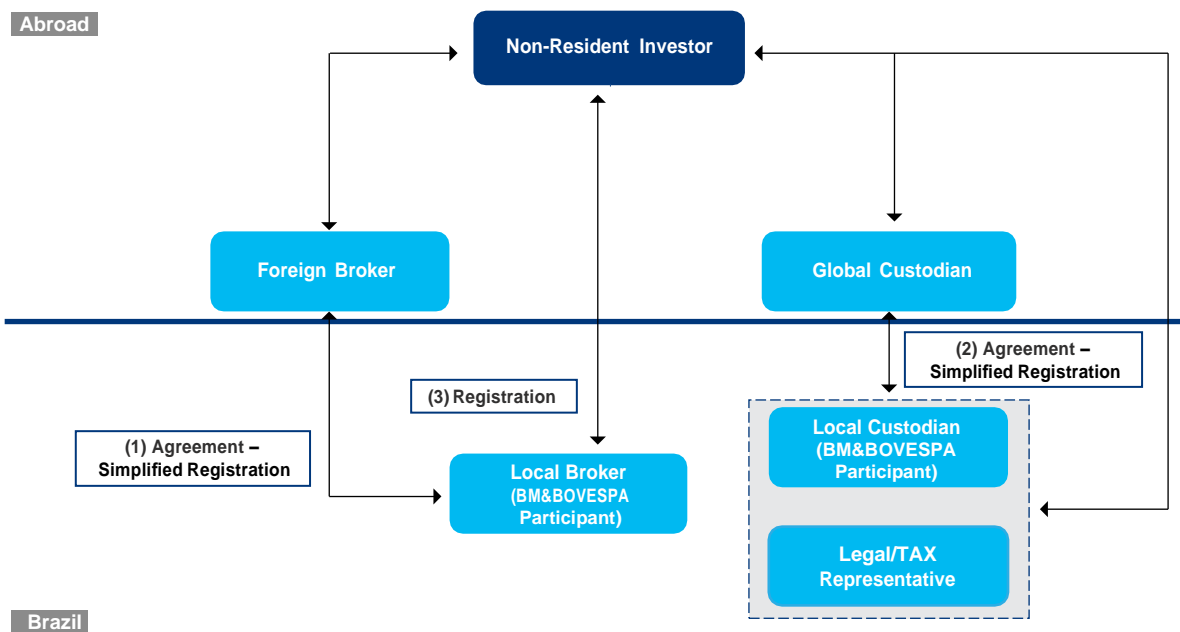 Abroad
Non-Resident Investor
Foreign Broker
Global Custodian
(2) Agreement –
Simplified Registration
(3) Registration
(1) Agreement –
Simplified Registration
Local Broker
(BM&BOVESPA
Participant)
Local Custodian
(BM&BOVESPA
Participant)
Legal/TAX
Representative
Brazil